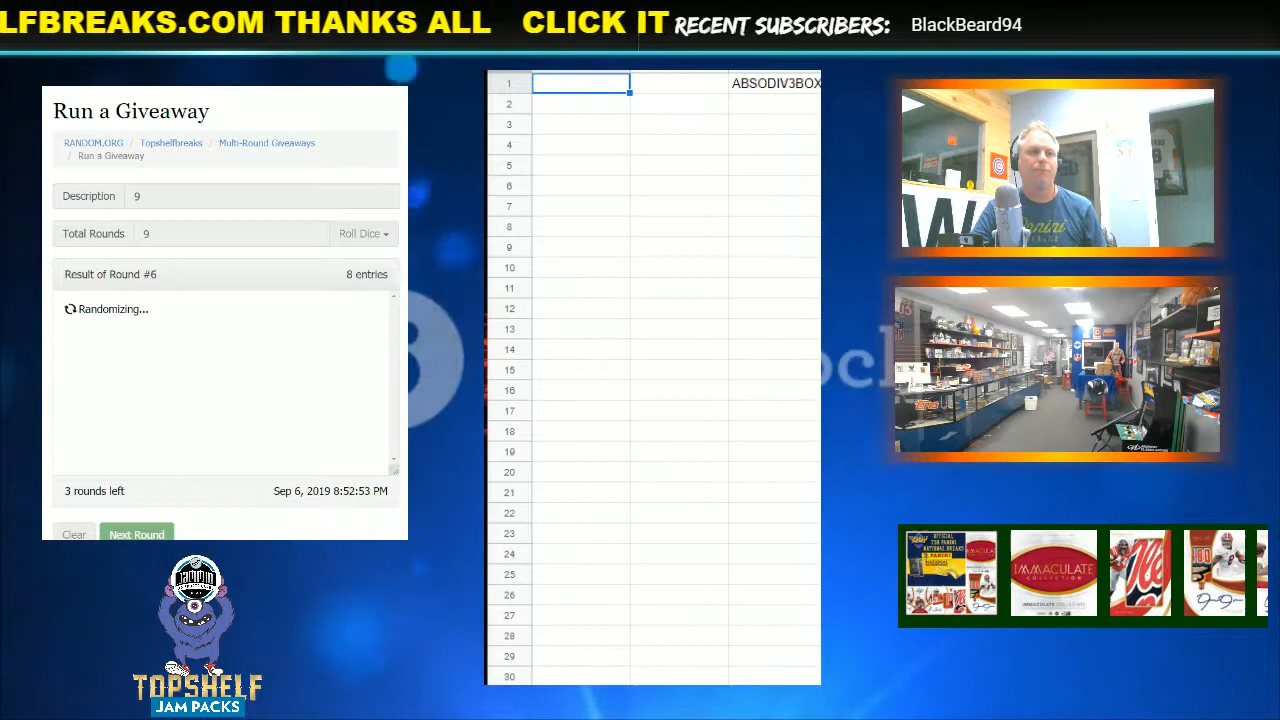 LFBREAKS.COM THANKS ALL CLICK IT
RECENT SUBSCRIBERS: BlackBeard94
Run a Giveaway
RANDOM.ORG / Topshelfbreaks / Multi-Round Giveaways
/ Run a Giveaway
Description 9
Total Rounds 9 Roll Dice
Result of Round #6 8 entries
Randomizing...
3 rounds left Sep 6, 2019 8:52:53 PM
Clear Next Round
TOPSHELF
JAM PACKS
1 ABSODIV3BOX
2
3
4
5
6
7
8
9
10
11
12
13
14
15
16
17
18
19
20
21
22
23
24
25
26
27
28
29
30
Panini
IMMACULATE
COLLECTION